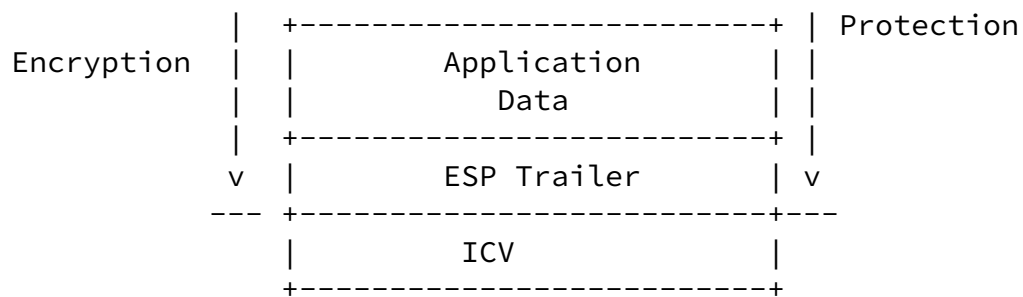 |  +--------------------------+ | Protection
Encryption  |  |        Application       | |
            |  |           Data           | |
            |  +--------------------------+ |
            v  |        ESP Trailer       | v
           --- +--------------------------+---
               |         ICV              |
               +--------------------------+